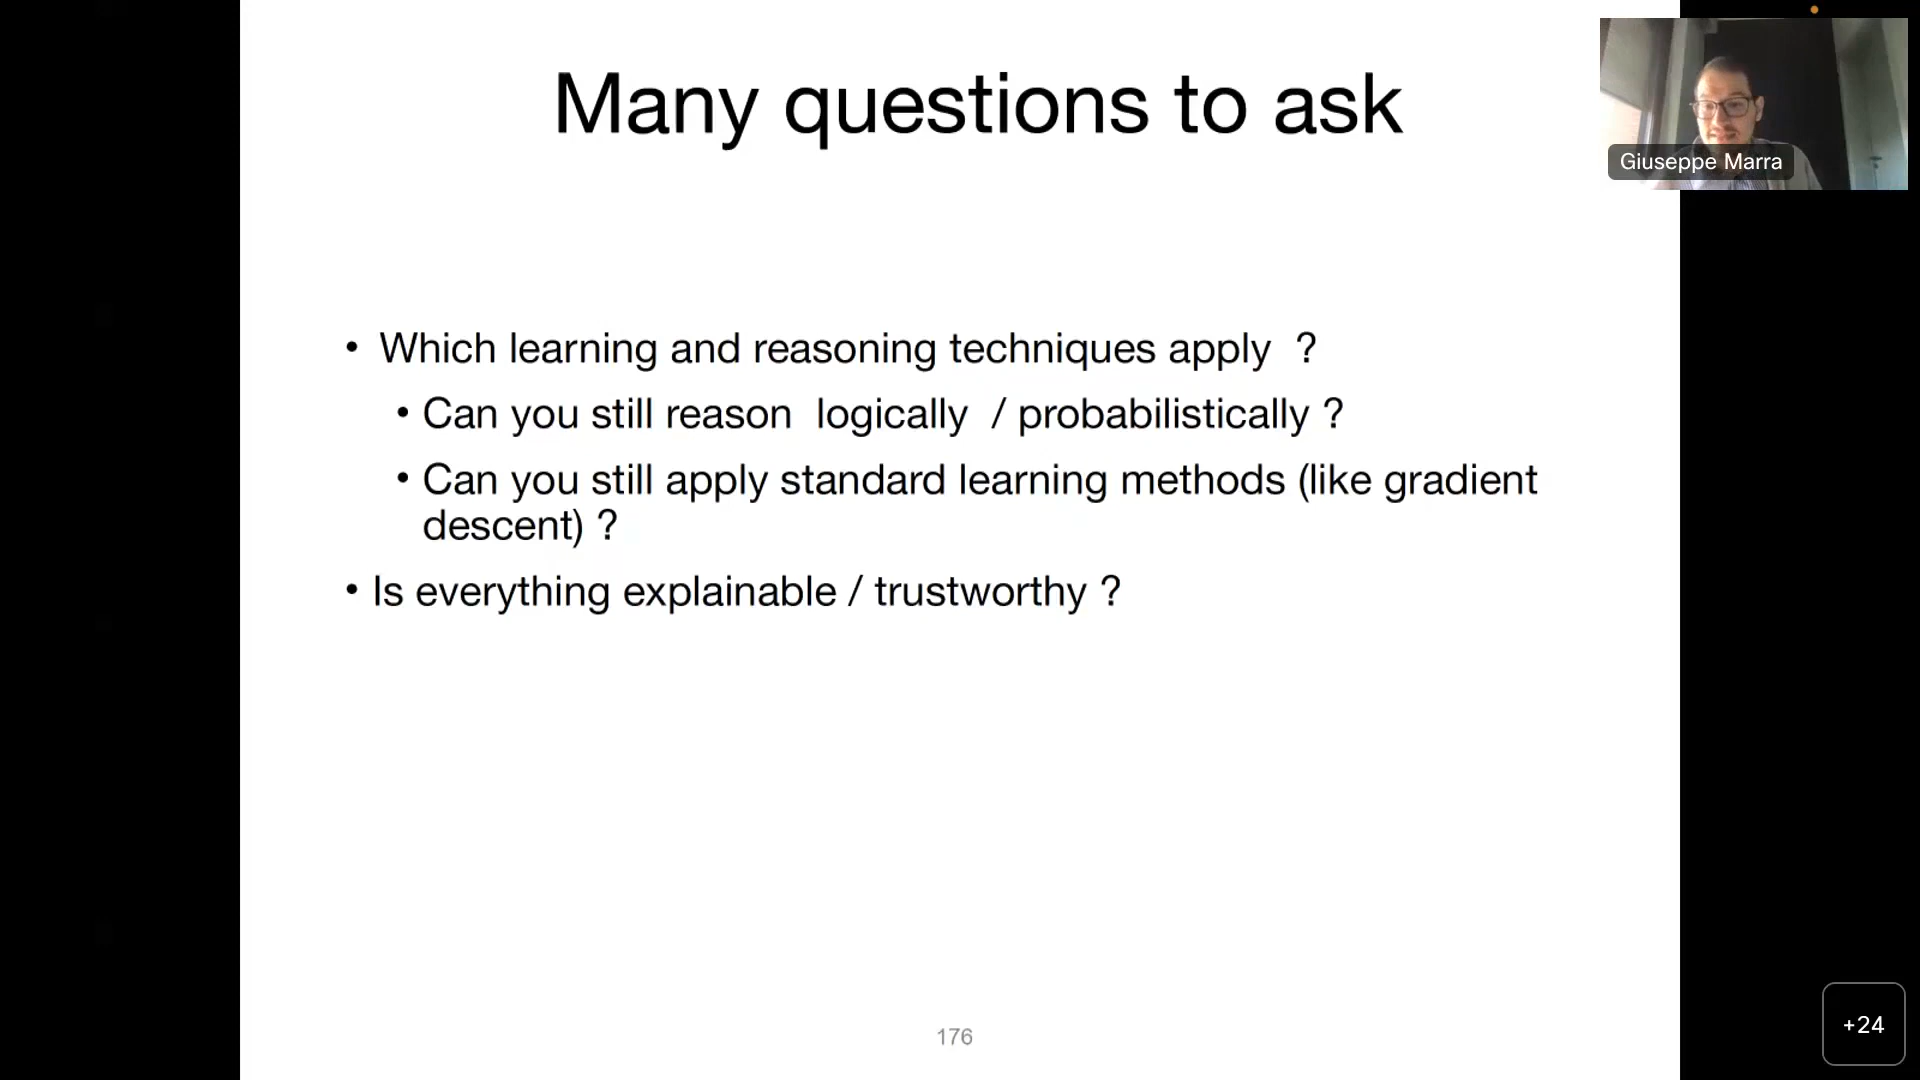 Many questions to ask
Giuseppe Marra
• Which learning and reasoning techniques apply ?
• Can you still reason logically / probabilistically ?
• Can you still apply standard learning methods (like gradient
descent) ?
• Is everything explainable / trustworthy ?
176
+24